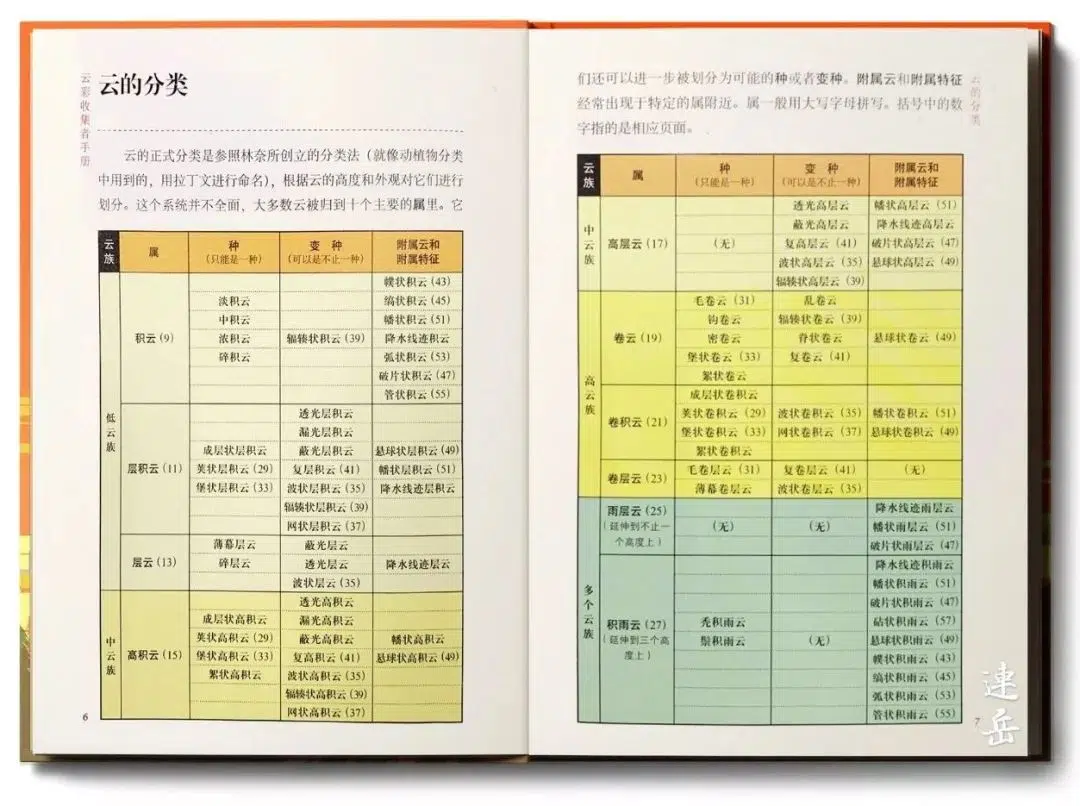 云彩收集者手册
云的分类
云的正式分类是参照林奈所创立的分类法（就像动植物分类
中用到的，用拉丁文进行命名），根据云的高度和外观对它们进行
划分。这个系统并不全面，大多数云被归到十个主要的属里。它
云族 属 种（只能是一种） 变种（可以是不止一种） 附属云和附属特征
低云族
积云（9）
淡积云
中积云
浓积云
碎积云
辐辏状积云（39）
幞状积云（43）
缟状积云（45）
幡状积云（51）
降水线迹积云
弧状积云（53）
破片状积云（47）
管状积云（55）
层积云（11）
成层状层积云
荚状层积云（29）
堡状层积云（33）
透光层积云
漏光层积云
蔽光层积云
复层积云（41）
波状层积云（35）
辐辏状层积云（39）
网状层积云（37）
悬球状层积云（49）
幡状层积云（51）
降水线迹层积云
层云（13）
薄幕层云
碎层云
蔽光层云
透光层云
波状层云（35）
降水线迹层云
中云族
高积云（15）
成层状高积云
荚状高积云（29）
堡状高积云（33）
絮状高积云
透光高积云
漏光高积云
蔽光高积云
复高积云（41）
波状高积云（35）
辐辏状高积云（39）
网状高积云（37）
幡状高积云
悬球状高积云（49）
6
云的分类
们还可以进一步被划分为可能的种或者变种。附属云和附属特征
经常出现于特定的属附近。属一般用大写字母拼写。括号中的数
字指的是相应页面。
云族 属 种（只能是一种） 变种（可以是不止一种） 附属云和附属特征
中云族
高层云（17）
（无）
透光高层云
蔽光高层云
复高层云（41）
波状高层云（35）
辐辏状高层云（39）
幡状高层云（51）
降水线迹高层云
破片状高层云（47）
悬球状高层云（49）
高云族
卷云（19）
毛卷云（31）
钩卷云
密卷云
堡状卷云（33）
絮状卷云
乱卷云
辐辏状卷云（39）
脊状卷云
复卷云（41）
悬球状卷云（49）
卷积云（21）
成层状卷积云
荚状卷积云（29）
堡状卷积云（33）
絮状卷积云
波状卷积云（35）
网状卷积云（37）
幡状卷积云（51）
悬球状卷积云（49）
卷层云（23）
毛卷层云（31）
薄幕卷层云
复卷层云（41）
波状卷层云（35）
（无）
多个云族
雨层云（25）
（延伸到不止一
个高度上）
（无）
（无）
降水线迹雨层云
幡状雨层云（51）
破片状雨层云（47）
积雨云（27）
（延伸到三个高
度上）
秃积雨云
鬃积雨云
（无）
降水线迹积雨云
幡状积雨云（51）
破片状积雨云（47）
砧状积雨云（57）
悬球状积雨云（49）
幞状积雨云（43）
缟状积雨云（45）
弧状积雨云（53）
管状积雨云（55）
7
連岳